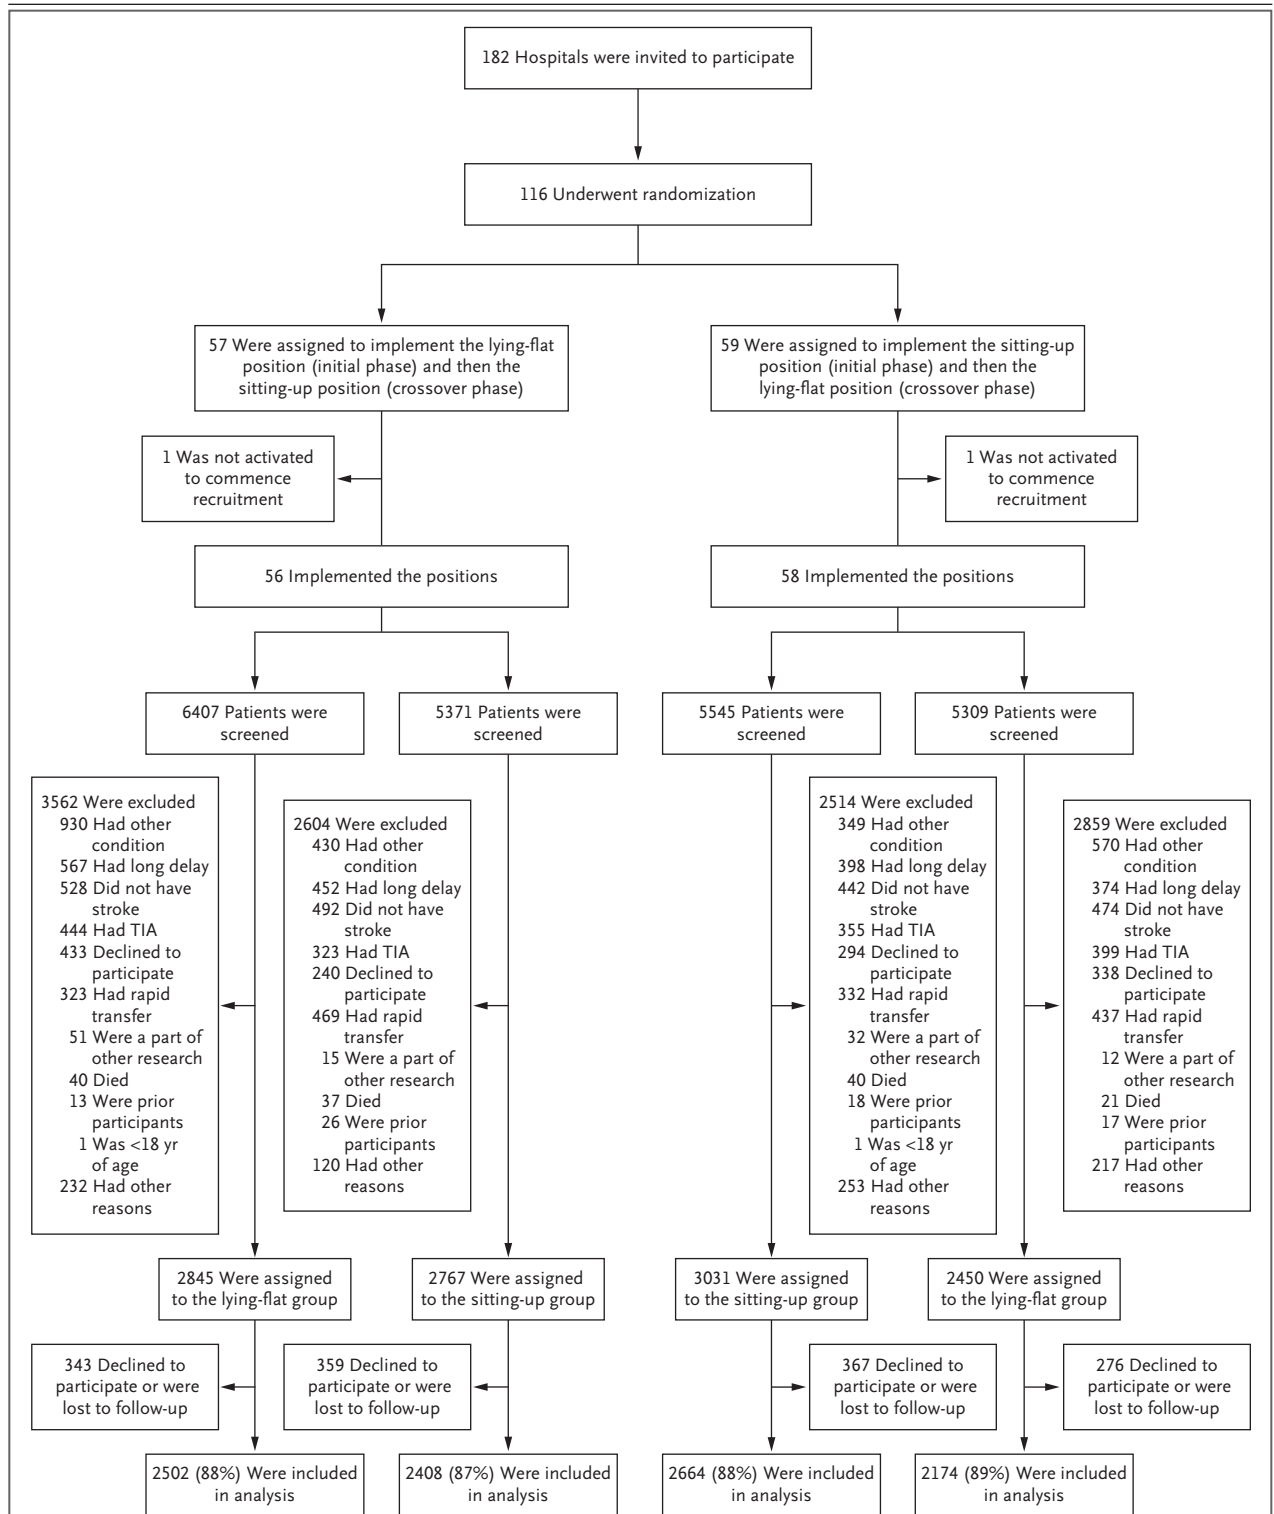 182 Hospitals were invited to participate
116 Underwent randomization
57 Were assigned to implement the lying-flat
position (initial phase) and then the
sitting-up position (crossover phase)
59 Were assigned to implement the sitting-up
position (initial phase) and then the
lying-flat position (crossover phase)
1 Was not activated
to commence
recruitment
1 Was not activated
to commence
recruitment
56 Implemented the positions
58 Implemented the positions
6407 Patients were
screened
5371 Patients were
screened
5545 Patients were
screened
5309 Patients were
screened
3562 Were excluded
930 Had other
condition
567 Had long delay
528 Did not have
stroke
444 Had TIA
433 Declined to
participate
323 Had rapid
transfer
51 Were a part of
other research
40 Died
13 Were prior
participants
1 Was <18 yr
of age
232 Had other
reasons
2604 Were excluded
430 Had other
condition
452 Had long delay
492 Did not have
stroke
323 Had TIA
240 Declined to
participate
469 Had rapid
transfer
15 Were a part of
other research
37 Died
26 Were prior
participants
120 Had other
reasons
2514 Were excluded
349 Had other
condition
398 Had long delay
442 Did not have
stroke
355 Had TIA
294 Declined to
participate
332 Had rapid
transfer
32 Were a part of
other research
40 Died
18 Were prior
participants
1 Was <18 yr
of age
253 Had other
reasons
2859 Were excluded
570 Had other
condition
374 Had long delay
474 Did not have
stroke
399 Had TIA
338 Declined to
participate
437 Had rapid
transfer
12 Were a part of
other research
21 Died
17 Were prior
participants
217 Had other
reasons
2845 Were assigned
to the lying-flat group
2767 Were assigned
to the sitting-up group
3031 Were assigned
to the sitting-up group
2450 Were assigned
to the lying-flat group
343 Declined to
participate or were
lost to follow-up
359 Declined to
participate or were
lost to follow-up
367 Declined to
participate or were
lost to follow-up
276 Declined to
participate or were
lost to follow-up
2502 (88%) Were included
in analysis
2408 (87%) Were included
in analysis
2664 (88%) Were included
in analysis
2174 (89%) Were included
in analysis